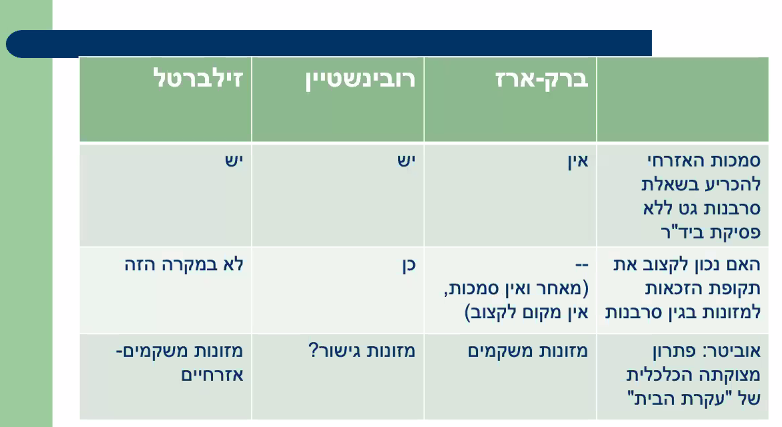 ברק-ארז
רובינשטיין
זילברטל
סמכות האזרחי
להכריע בשאלת
סרבנות גט ללא
פסיקת ביד"ר
אין
יש
יש
האם נכון לקצוב את
תקופת הזכאות
למזונות בגין סרבנות
--
(מאחר ואין סמכות,
אין מקום לקצוב)
כן
לא במקרה הזה
אוביטר: פתרון
מצוקתה הכלכלית
של "עקרת הבית"
מזונות משקמים
מזונות גישור?
מזונות משקמים-
אזרחיים